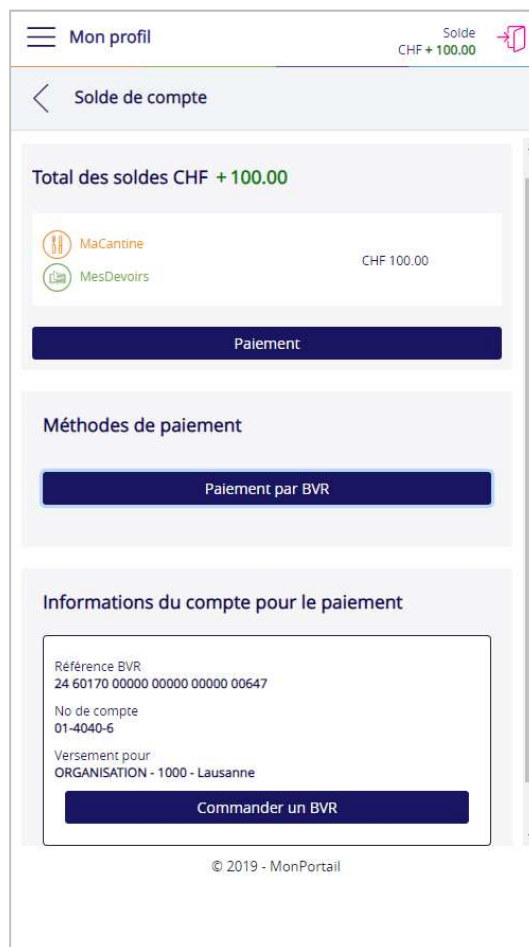 Mon profil
Solde
CHF + 100.00
Solde de compte
Total des soldes CHF + 100.00
MaCantine
CHF 100.00
MesDevoirs
Paiement
Méthodes de paiement
Paiement par BVR
Informations du compte pour le paiement
Référence BVR
24 60170 00000 00000 00000 00647
No de compte
01-4040-6
Versement pour
ORGANISATION - 1000 - Lausanne
Commander un BVR
© 2019 - MonPortail